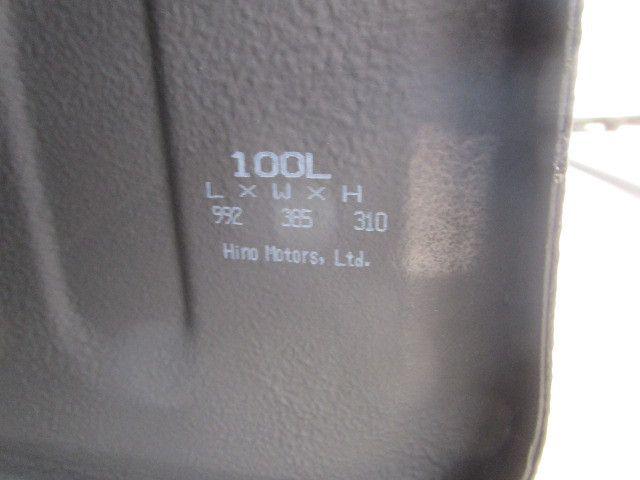 100L
L × W × H
992 385 310
Hino Motors, Ltd.